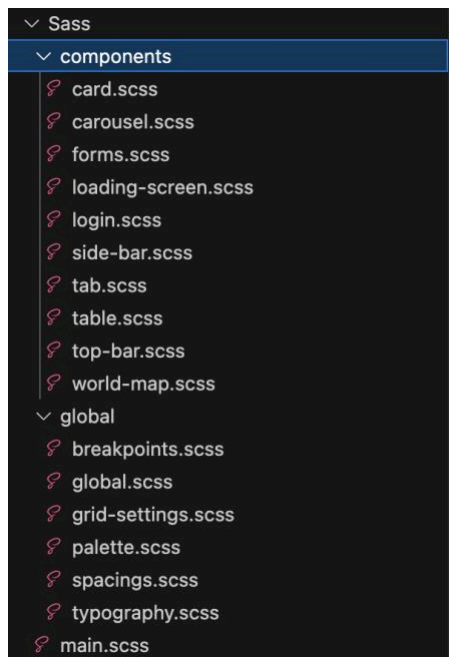 Sass
components
card.scss
carousel.scss
forms.scss
loading-screen.scss
login.scss
side-bar.scss
tab.scss
table.scss
top-bar.scss
world-map.scss
global
breakpoints.scss
global.scss
grid-settings.scss
palette.scss
spacings.scss
typography.scss
main.scss